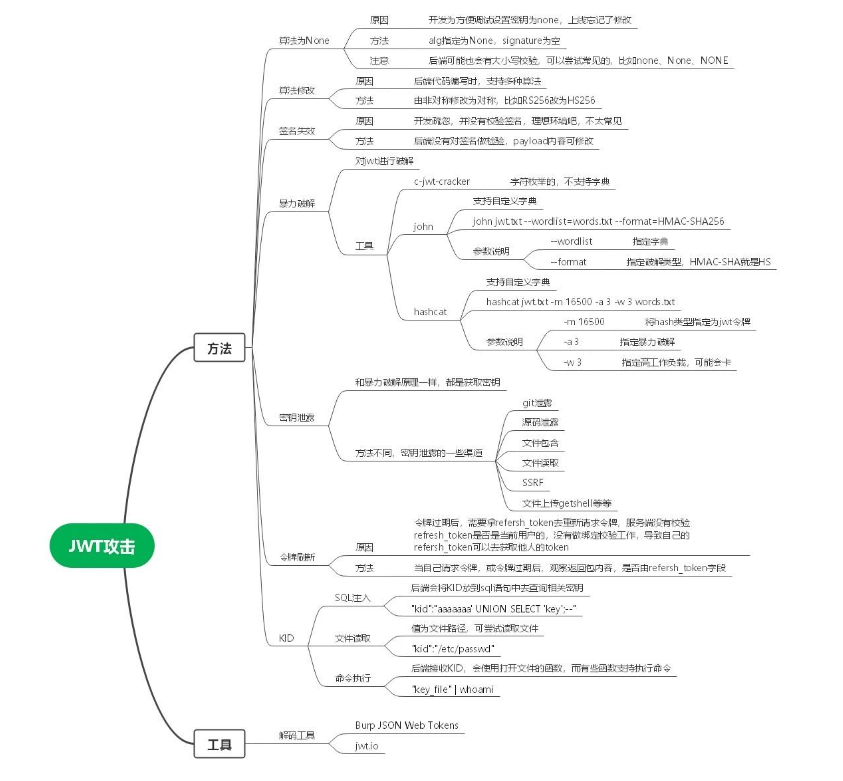 JWT攻击
方法
算法为None
原因
开发为方便调试设置密钥为none，上线忘记了修改
方法
alg指定为None，signature为空
注意
后端可能也会有大小写校验，可以尝试常见的，比如none、None、NONE
算法修改
原因
后端代码编写时，支持多种算法
方法
由非对称修改为对称，比如RS256改为HS256
签名失效
原因
开发疏忽，并没有校验签名，理想环境吧，不太常见
方法
后端没有对签名做检验，payload内容可修改
暴力破解
对jwt进行破解
工具
c-jwt-cracker
字符枚举的，不支持字典
john
支持自定义字典
john jwt.txt --wordlist=words.txt --format=HMAC-SHA256
参数说明
--wordlist
指定字典
--format
指定破解类型，HMAC-SHA就是HS
hashcat
支持自定义字典
hashcat jwt.txt -m 16500 -a 3 -w 3 words.txt
参数说明
-m 16500
将hash类型指定为jwt令牌
-a 3
指定暴力破解
-w 3
指定高工作负载，可能会卡
密钥泄露
和暴力破解原理一样，都是获取密钥
方法不同，密钥泄露的一些渠道
git泄露
源码泄露
文件包含
文件读取
SSRF
文件上传getshell等等
令牌刷新
原因
令牌过期后，需要拿refersh_token去重新请求令牌，服务端没有校验
refresh_token是否是当前用户的，没有做绑定校验工作，导致自己的
refersh_token可以去获取他人的token
方法
当自己请求令牌，或令牌过期后，观察返回包内容，是否由refersh_token字段
KID
SQL注入
后端会将KID放到sql语句中去查询相关密钥
"kid":"aaaaaaa' UNION SELECT 'key';--"
文件读取
值为文件路径，可尝试读取文件
"kid":"/etc/passwd"
命令执行
后端接收KID，会使用打开文件的函数，而有些函数支持执行命令
"key_file" | whoami
工具
解码工具
Burp JSON Web Tokens
jwt.io